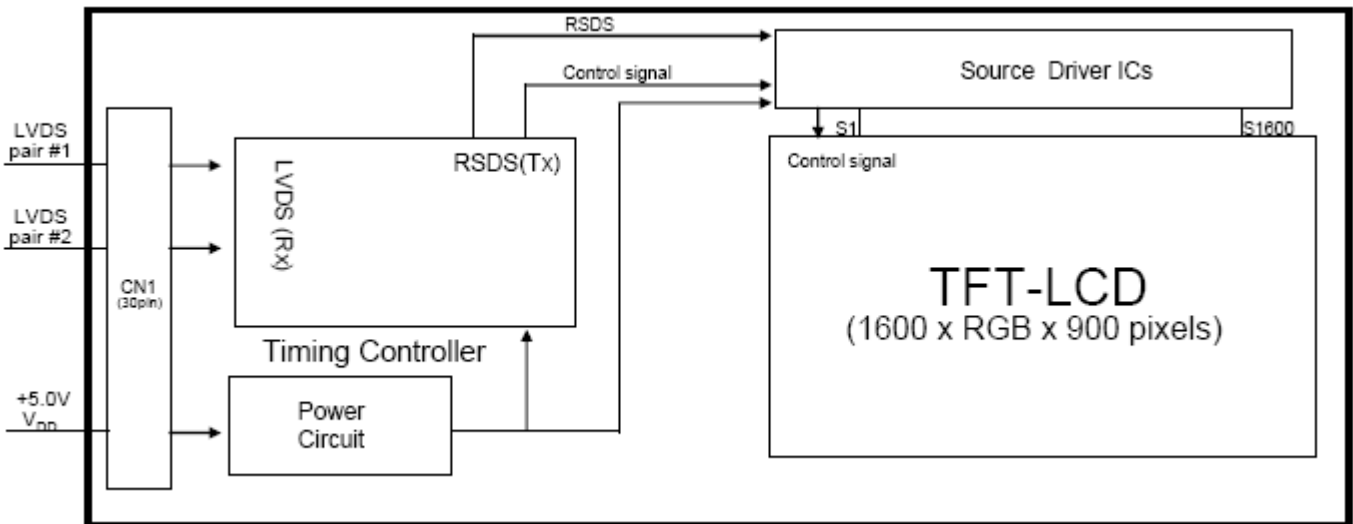 RSDS
Source Driver ICs
Control signal
LVDS
pair #1
S1
S1600
RSDS(Tx)
Control signal
LVDS (Rx)
LVDS
pair #2
CN1
(30pin)
TFT-LCD
(1600 x RGB x 900 pixels)
Timing Controller
+5.0V
VDD
Power
Circuit